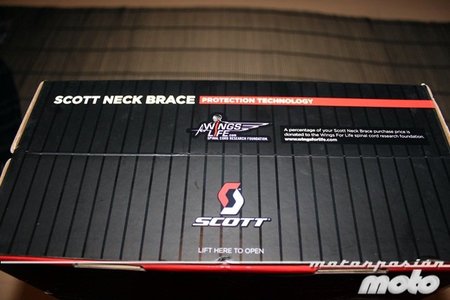 SCOTT NECK BRACE PROTECTION TECHNOLOGY
WINGS
FOR
LIFE.com
SPINAL CORD RESEARCH FOUNDATION.
A percentage of your Scott Neck Brace purchase price is
donated to the Wings For Life spinal cord research foundation.
www.wingsforlife.com
SCOTT
LIFT HERE TO OPEN
motorpasión
moto